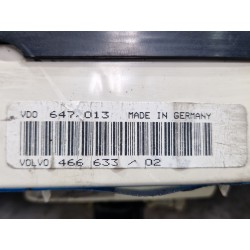 VDO 647.013 MADE IN GERMANY
VOLVO 466 633 / 02